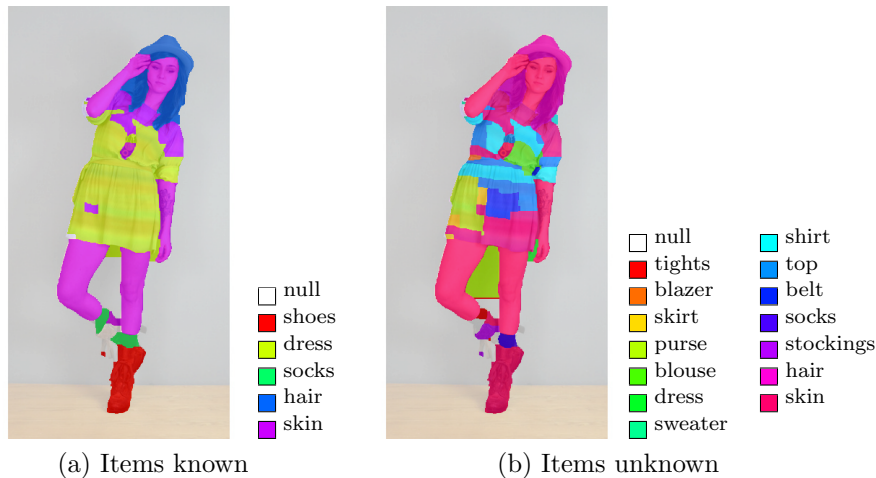 null
shoes
dress
socks
hair
skin
(a) Items known
null
tights
blazer
skirt
purse
blouse
dress
sweater
shirt
top
belt
socks
stockings
hair
skin
(b) Items unknown